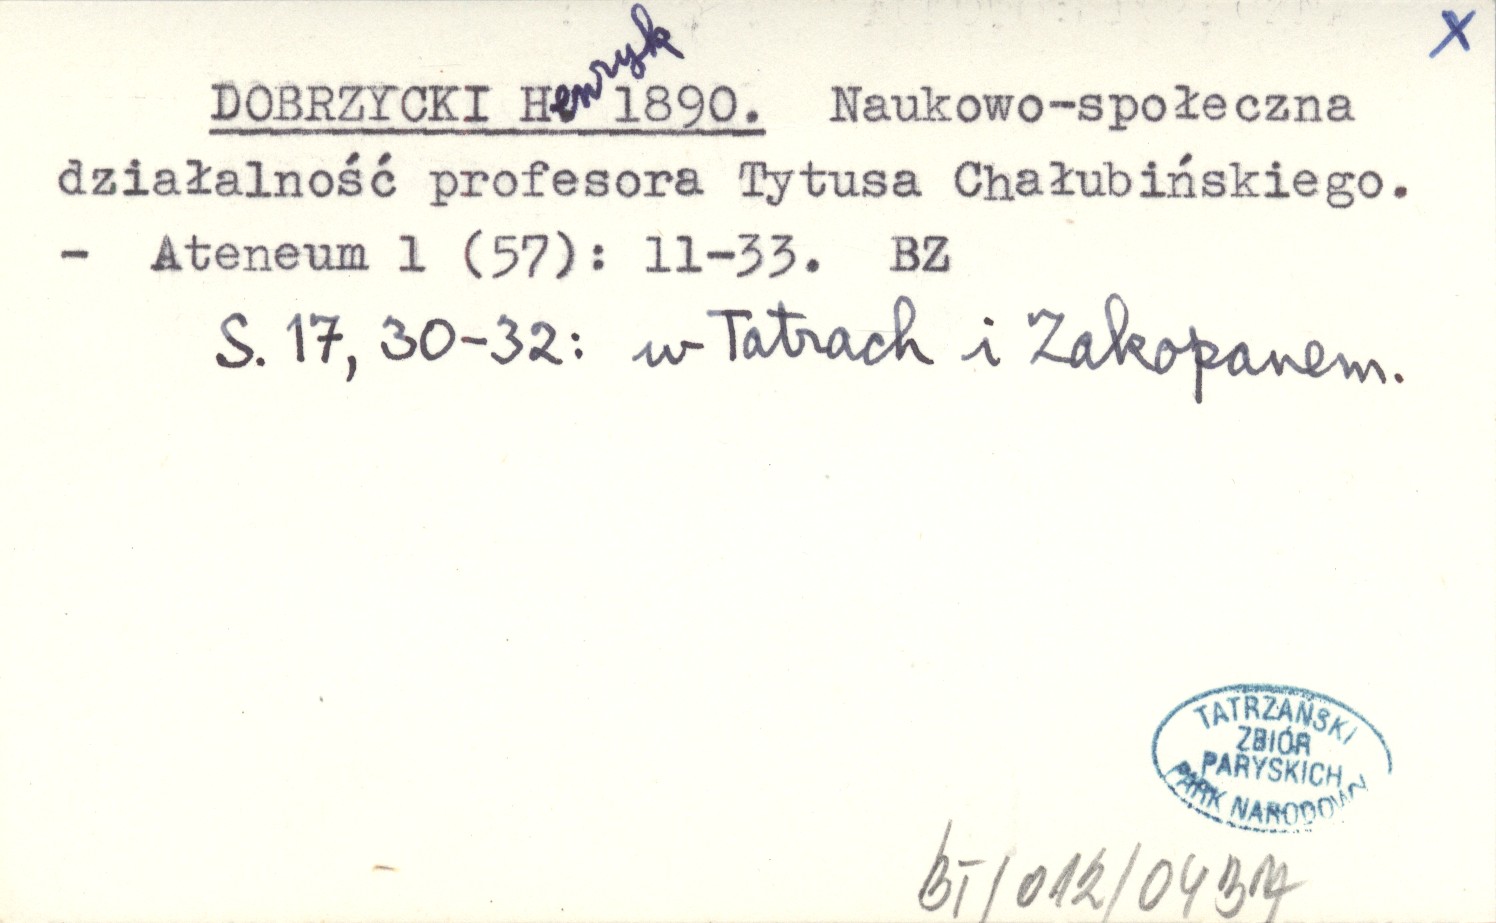 X
DOBRZYCKI Henryk 1890. Naukowo-społeczna
działalność profesora Tytusa Chałubińskiego.
- Ateneum 1 (57): 11-33. BZ
S. 17, 30-32: w Tatrach i Zakopanem.
TATRZAŃSKI
ZBIÓR
PARYSKICH
PARK NARODOWY
BT/012/0437